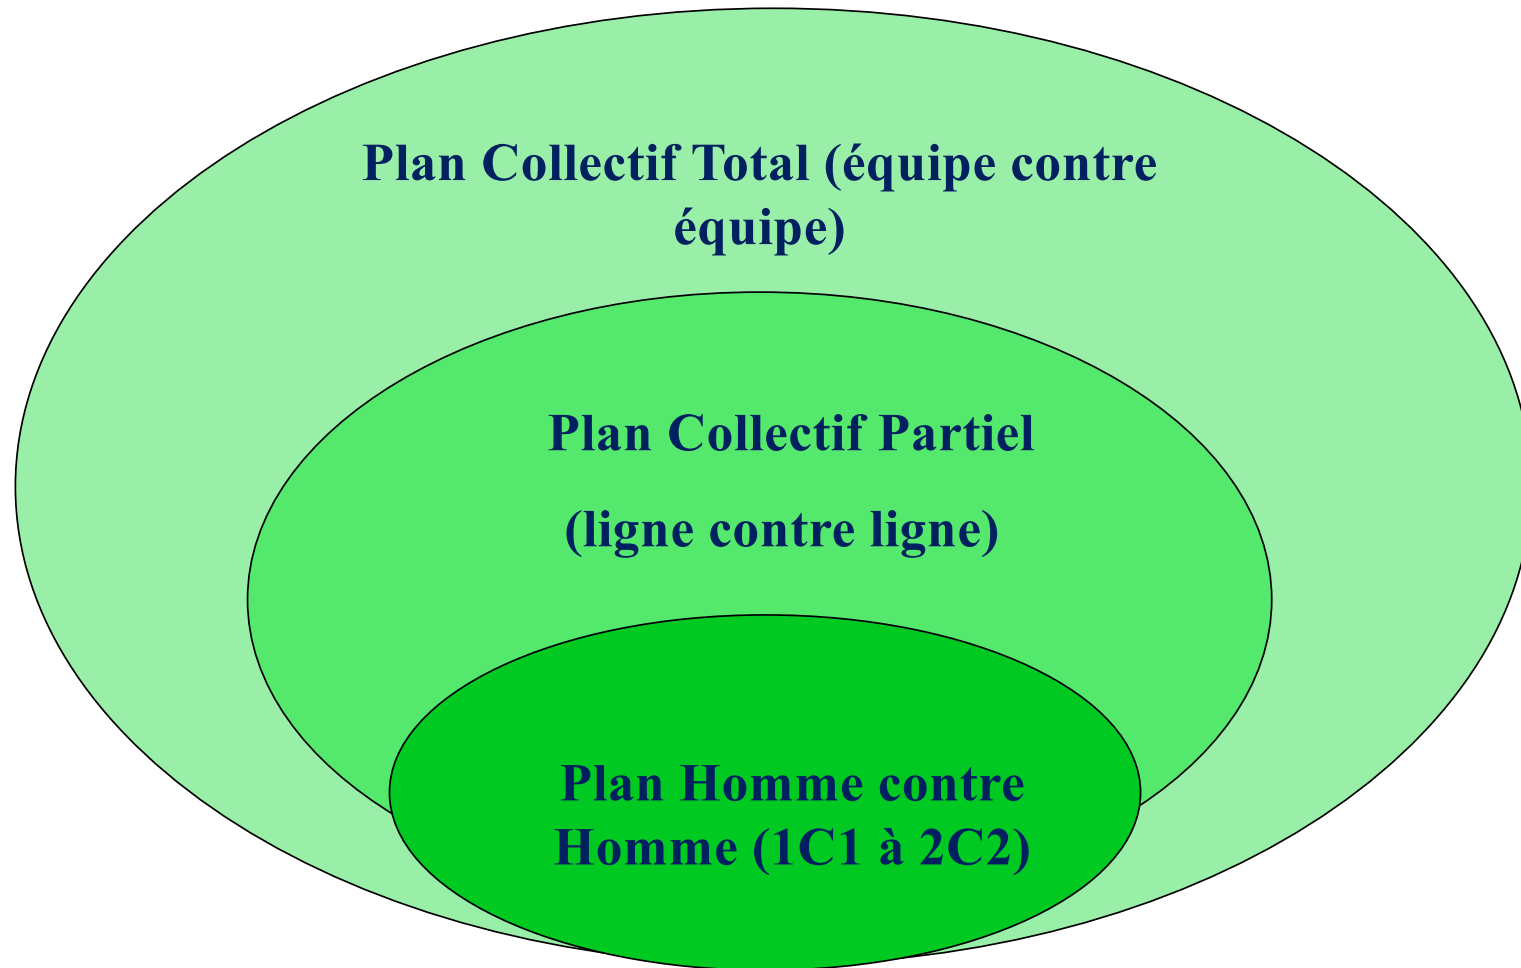 Plan Collectif Total (équipe contre
équipe)
Plan Collectif Partiel
(ligne contre ligne)
Plan Homme contre
Homme (1C1 à 2C2)